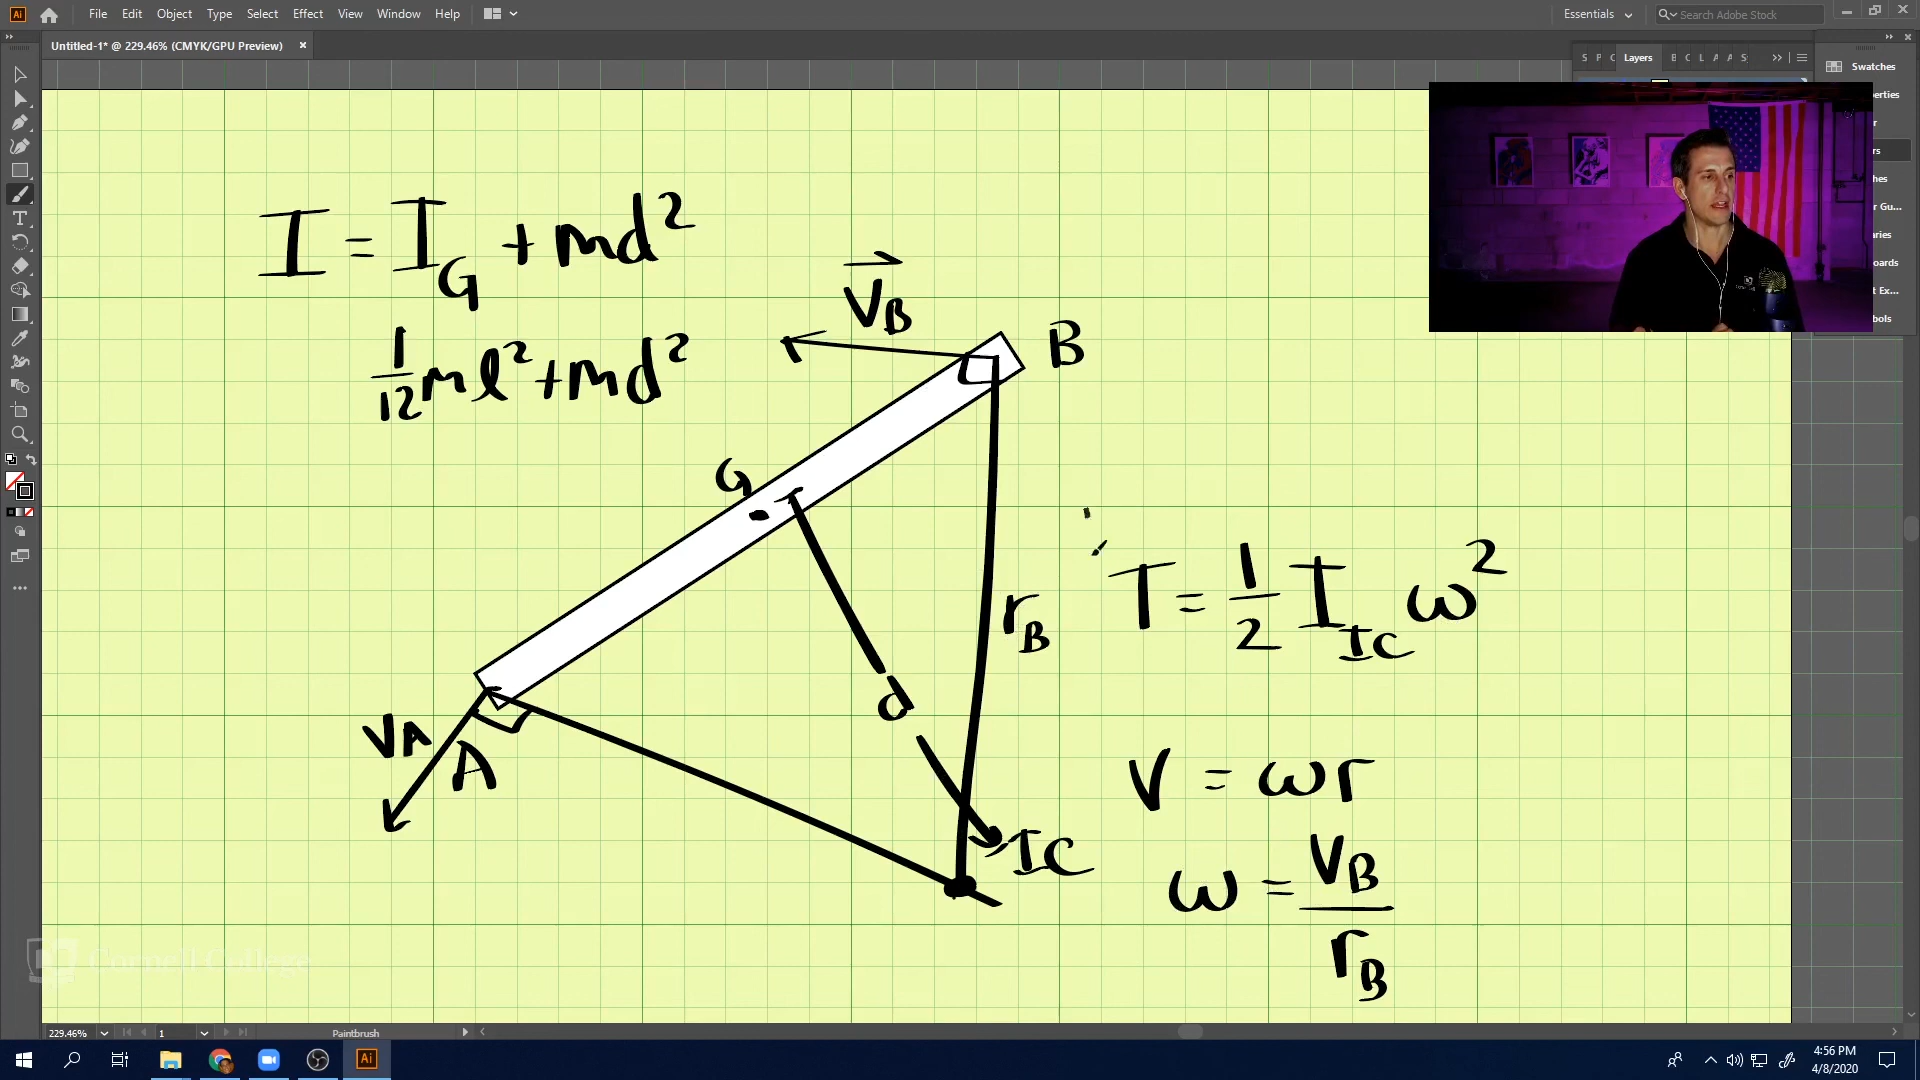 File Edit Object Type Select Effect View Window Help
Essentials
Search Adobe Stock
Untitled-1* @ 229.46% (CMYK/GPU Preview)
S P C Layers B C L A A S
Swatches
I = I_G + md²
1/12 ml² + md²
V_B
B
G
d
r_B
T = 1/2 I_IC ω²
VA
A
IC
V = ωr
ω = V_B / r_B
Cornell College
229.46%
1
Paintbrush
4:56 PM
4/8/2020